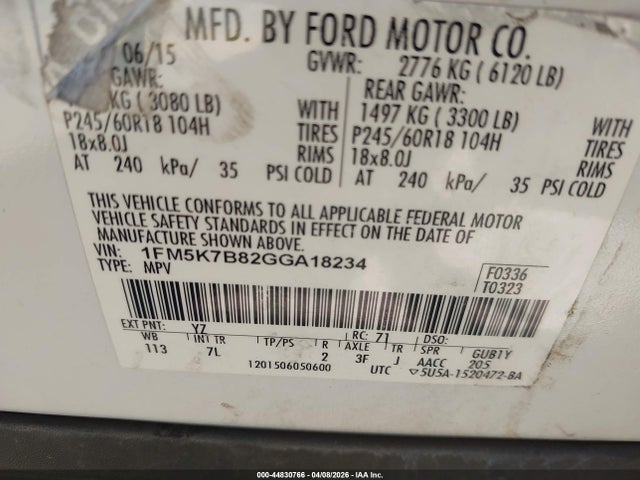 MFD. BY FORD MOTOR CO.
06/15 GVWR: 2776 KG ( 6120 LB)
GAWR: REAR GAWR:
KG ( 3080 LB) WITH 1497 KG ( 3300 LB) WITH
P245/60R18 104H TIRES P245/60R18 104H TIRES
18x8.0J RIMS 18x8.0J RIMS
AT 240 kPa/ 35 PSI COLD AT 240 kPa/ 35 PSI COLD
THIS VEHICLE CONFORMS TO ALL APPLICABLE FEDERAL MOTOR
VEHICLE SAFETY STANDARDS IN EFFECT ON THE DATE OF
MANUFACTURE SHOWN ABOVE.
VIN: 1FM5K7B82GGA18234
TYPE: MPV
F0336
T0323
EXT PNT: YZ RC: 71 DSO:
WB INT TR TP/PS R AXLE TR SPR GUB1Y
113 7L 2 3F J AACC 205
1201506050600 UTC ▽5U5A-1520472-BA
000-44830766 - 04/08/2026 - IAA Inc.